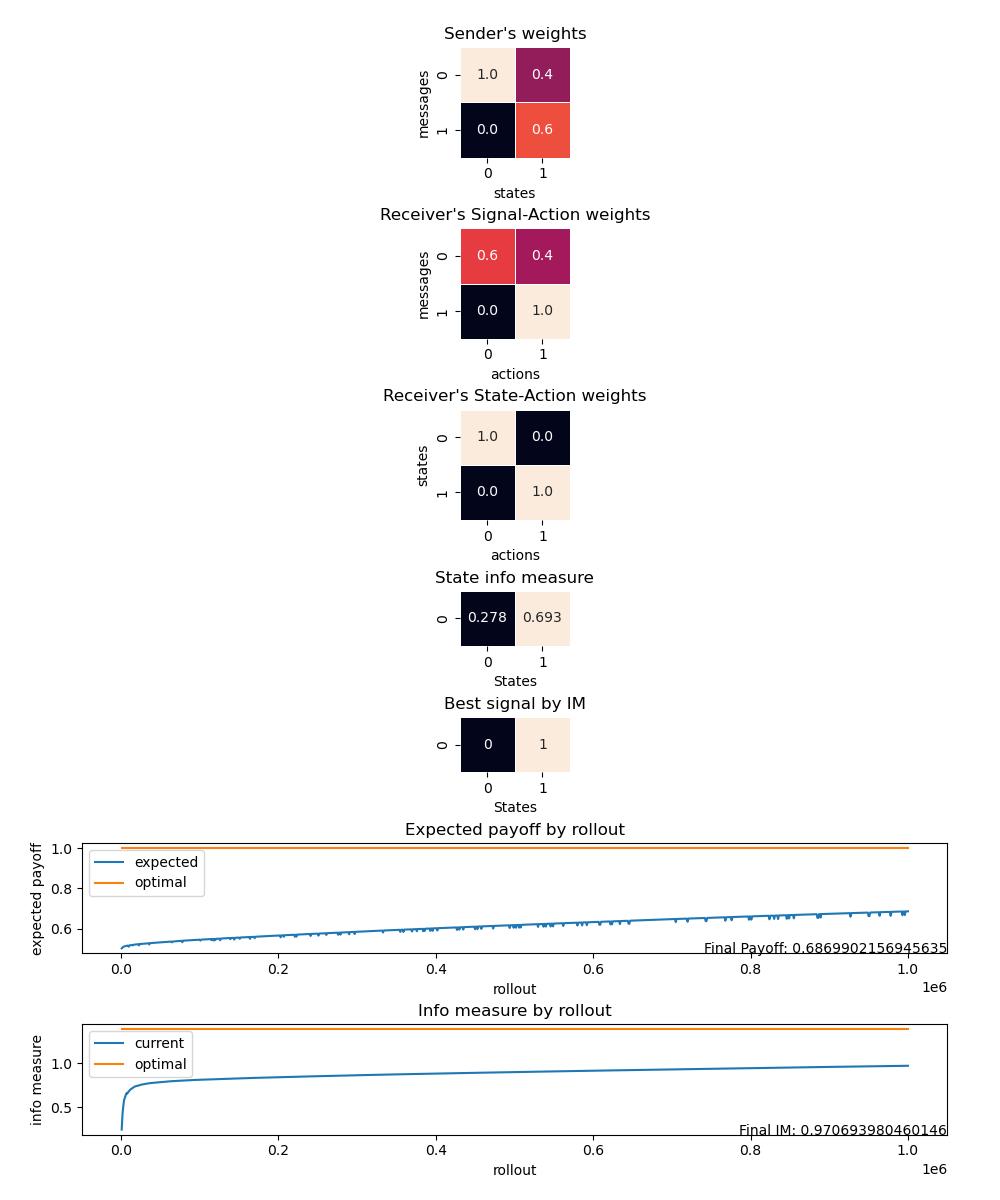 Sender's weights
messages
0
1.0 0.4
1
0.0 0.6
0 1
states
Receiver's Signal-Action weights
messages
0
0.6 0.4
1
0.0 1.0
0 1
actions
Receiver's State-Action weights
states
0
1.0 0.0
1
0.0 1.0
0 1
actions
State info measure
0
0.278 0.693
0 1
States
Best signal by IM
0
0 1
0 1
States
Expected payoff by rollout
expected payoff
1.0
0.8
0.6
expected
optimal
Final Payoff: 0.6869902156945635
0.0 0.2 0.4 0.6 0.8 1.0
1e6
rollout
Info measure by rollout
info measure
1.0
0.5
current
optimal
Final IM: 0.970693980460146
0.0 0.2 0.4 0.6 0.8 1.0
1e6
rollout